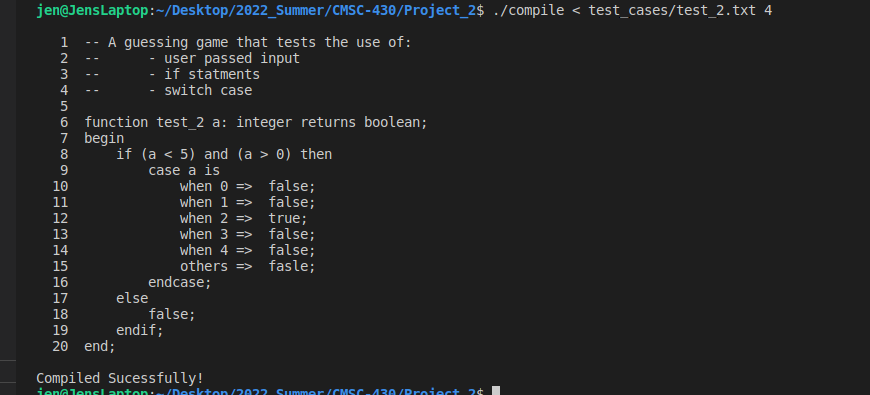 jen@JensLaptop:~/Desktop/2022_Summer/CMSC-430/Project_2$ ./compile < test_cases/test_2.txt 4
1 -- A guessing game that tests the use of:
2 --      - user passed input
3 --      - if statments
4 --      - switch case
5
6 function test_2 a: integer returns boolean;
7 begin
8     if (a < 5) and (a > 0) then
9         case a is
10             when 0 =>  false;
11             when 1 =>  false;
12             when 2 =>  true;
13             when 3 =>  false;
14             when 4 =>  false;
15             others =>  fasle;
16         endcase;
17     else
18         false;
19     endif;
20 end;
Compiled Sucessfully!
jen@JensLaptop:~/Desktop/2022_Summer/CMSC-430/Project_2$